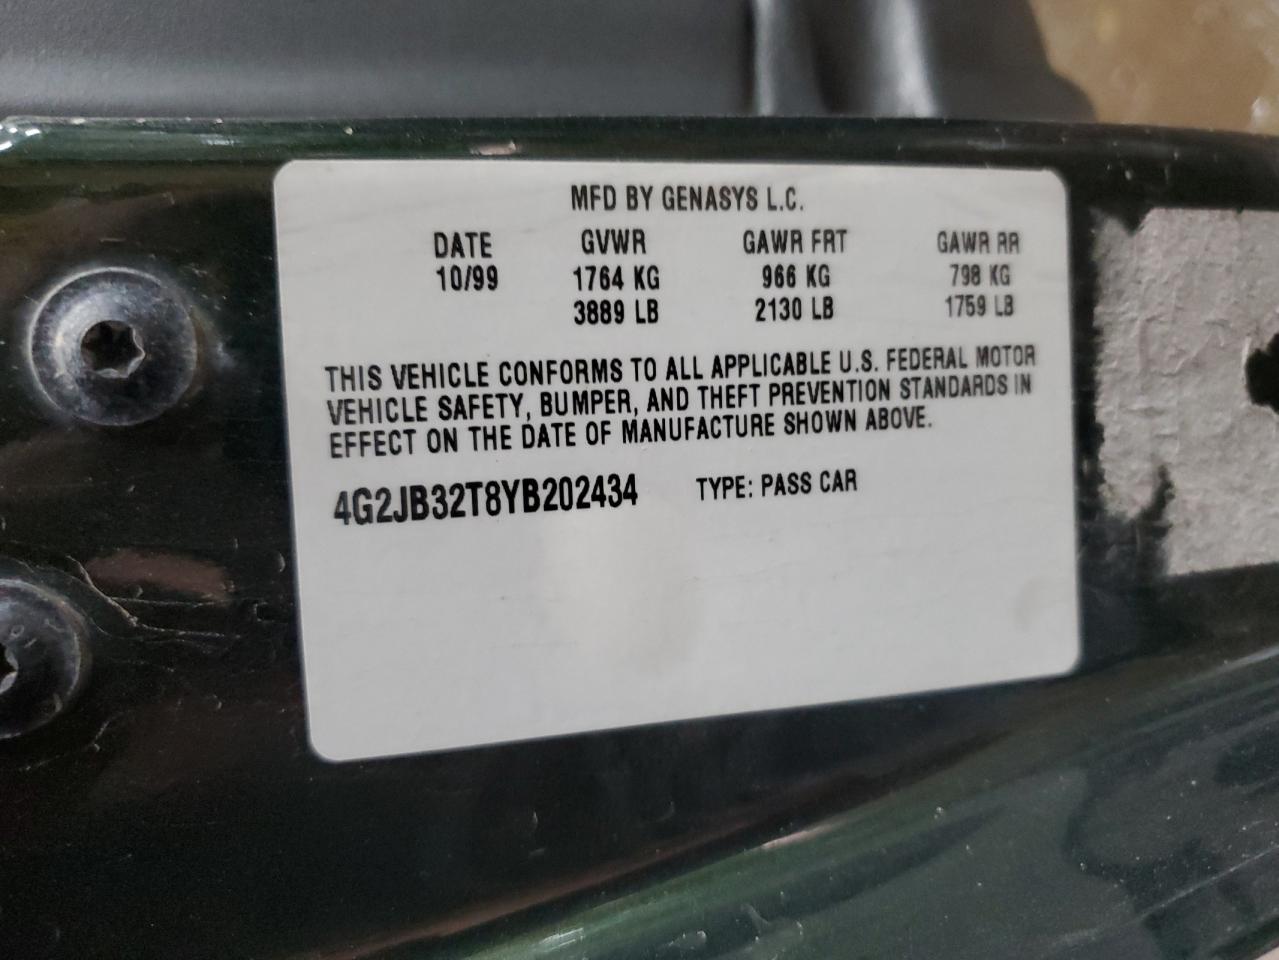 MFD BY GENASYS L.C.
DATE GVWR GAWR FRT GAWR RR
10/99 1764 KG 966 KG 798 KG
3889 LB 2130 LB 1759 LB
THIS VEHICLE CONFORMS TO ALL APPLICABLE U.S. FEDERAL MOTOR
VEHICLE SAFETY, BUMPER, AND THEFT PREVENTION STANDARDS IN
EFFECT ON THE DATE OF MANUFACTURE SHOWN ABOVE.
4G2JB32T8YB202434 TYPE: PASS CAR